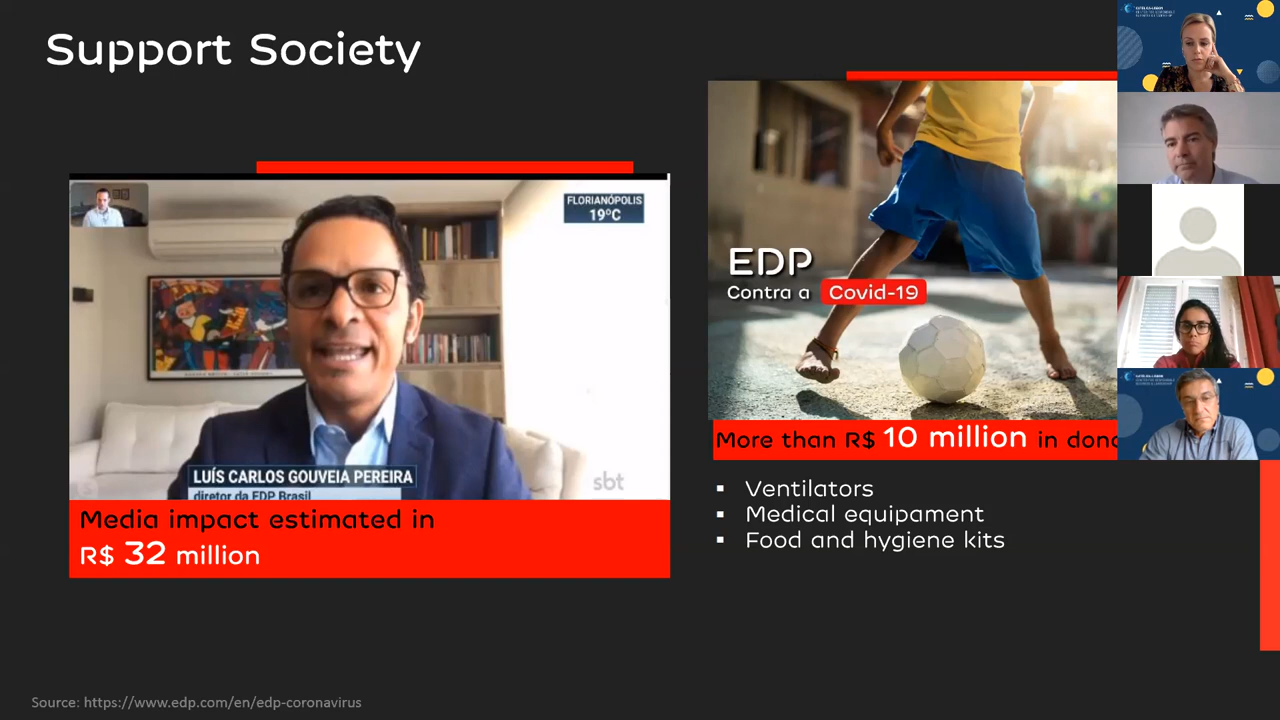 Support Society
FLORIANÓPOLIS
19ºC
LUÍS CARLOS GOUVEIA PEREIRA
diretor da EDP Brasil
sbt
Media impact estimated in
R$ 32 million
EDP
Contra a Covid-19
More than R$ 10 million in
Ventilators
Medical equipament
Food and hygiene kits
Source: https://www.edp.com/en/edp-coronavirus